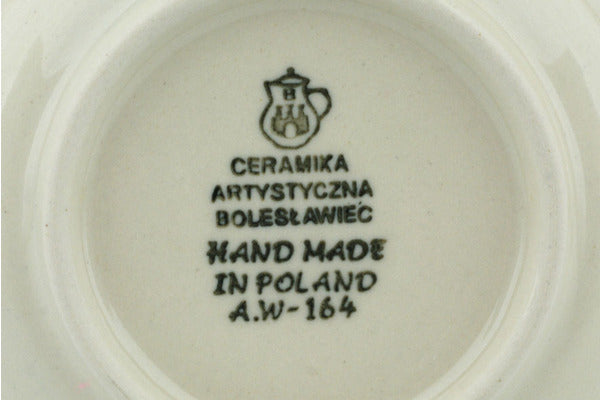 B
CERAMIKA
ARTYSTYCZNA
BOLESŁAWIEC
HAND MADE
IN POLAND
A.W-164